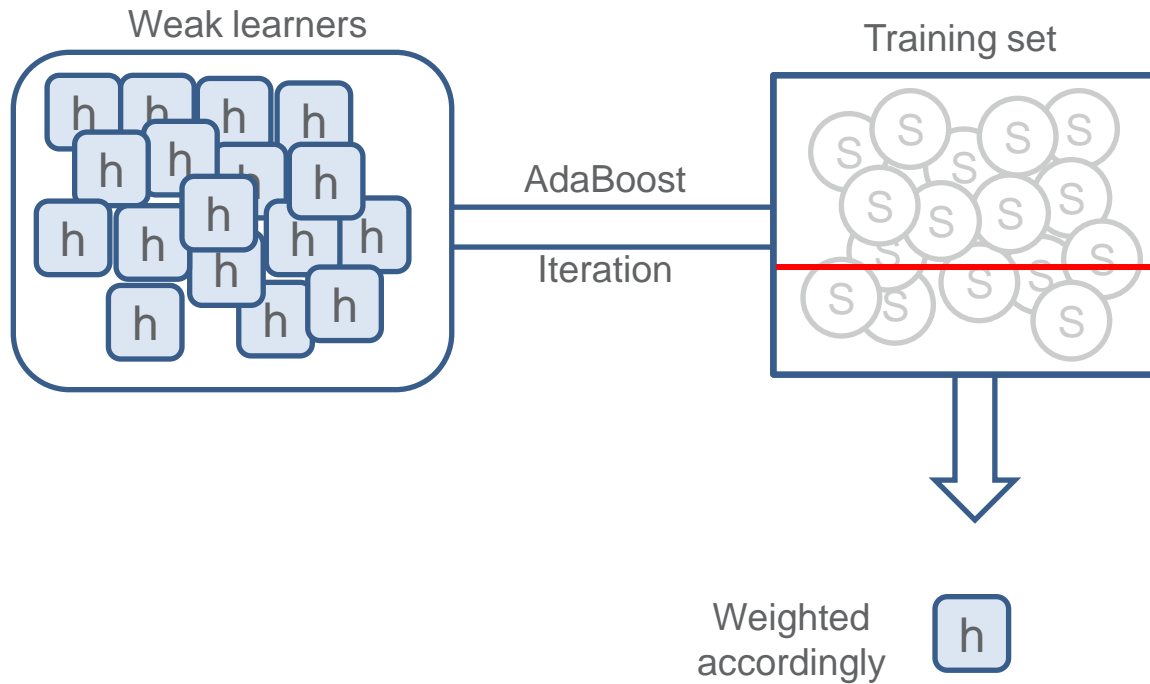 Weak learners
Training set
h h h h
h h h h
h
h h h h
h
h h h
S S S S S
S S S S
S S S
S S S S
AdaBoost
Iteration
Weighted
accordingly
h